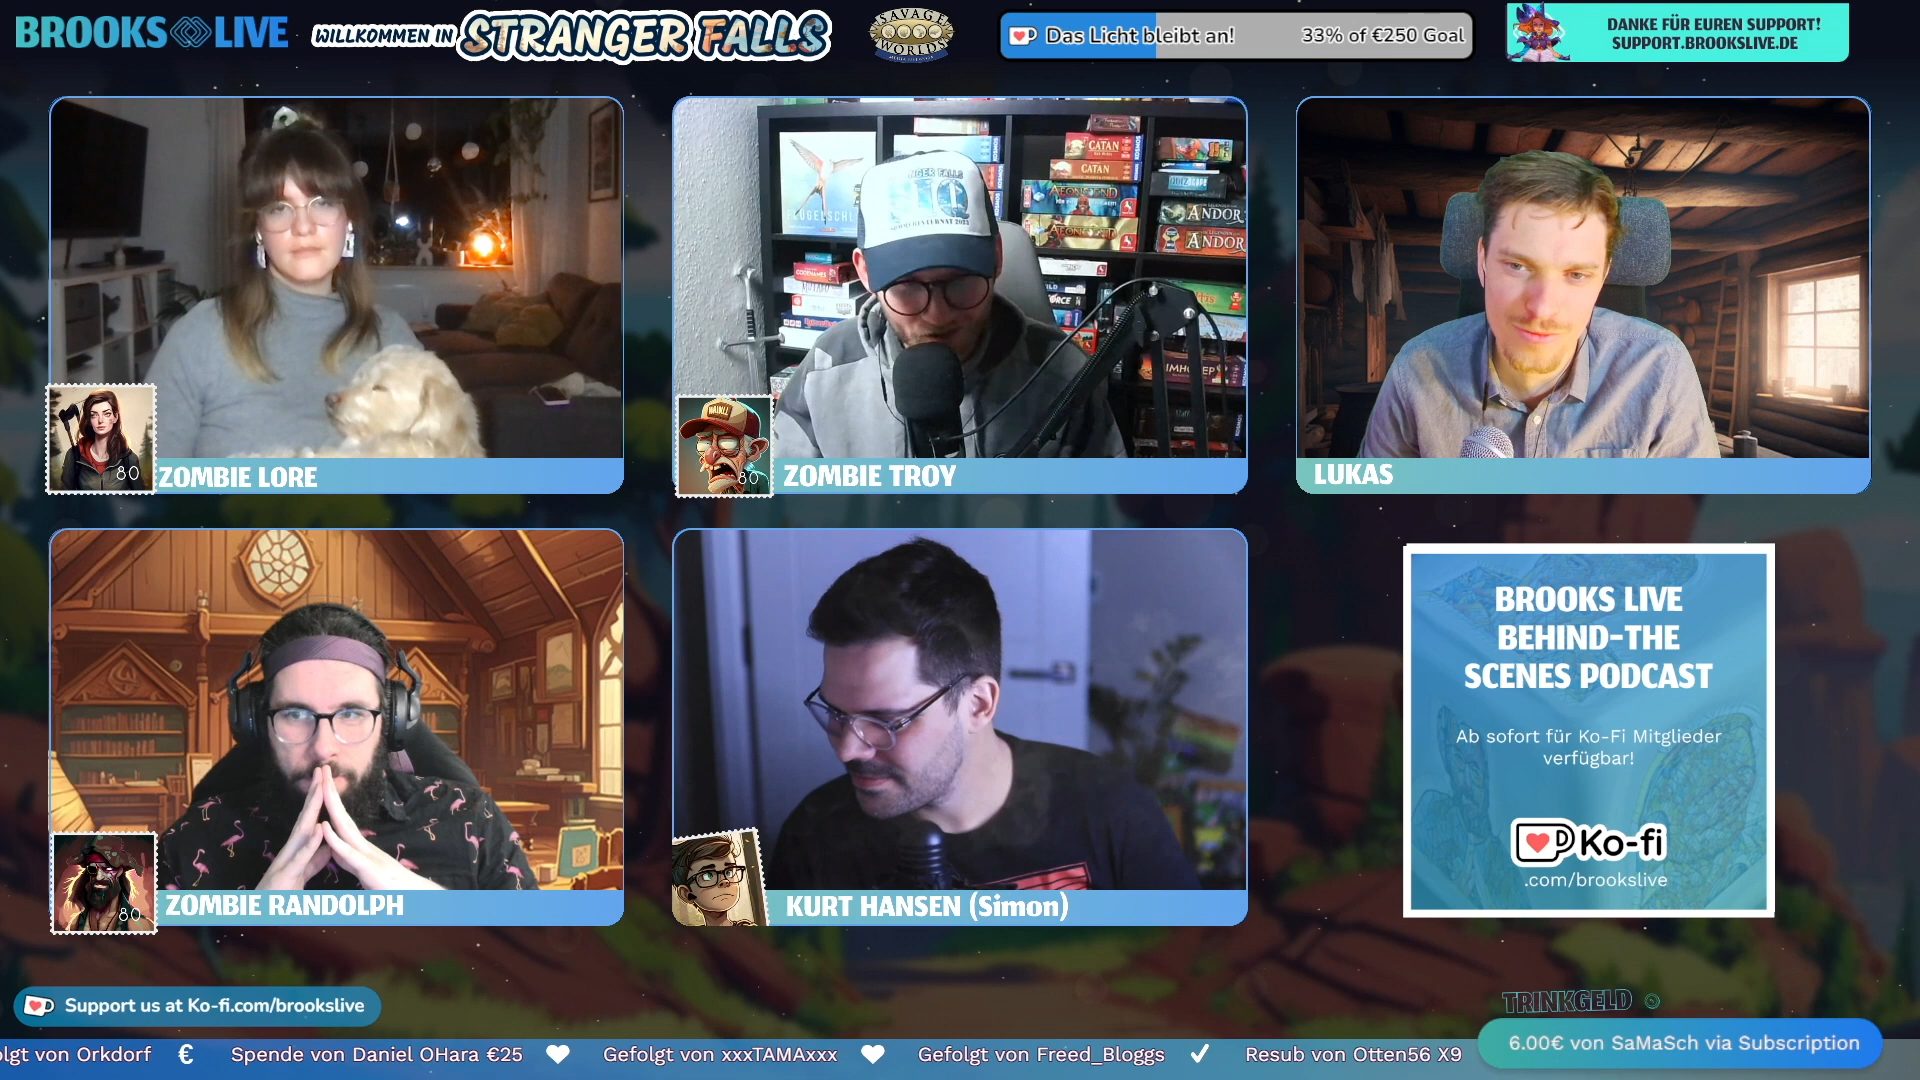 BROOKS LIVE
WILLKOMMEN IN STRANGER FALLS
SAVAGE WORLDS
Das Licht bleibt an! 33% of €250 Goal
DANKE FÜR EUREN SUPPORT!
SUPPORT.BROOKSLIVE.DE
CATAN
CATAN
ANDOR
ANDOR
CODENAMES
80
ZOMBIE LORE
80
ZOMBIE TROY
LUKAS
80
ZOMBIE RANDOLPH
KURT HANSEN (Simon)
BROOKS LIVE
BEHIND-THE
SCENES PODCAST
Ab sofort für Ko-Fi Mitglieder
verfügbar!
Ko-fi
.com/brookslive
Support us at Ko-fi.com/brookslive
TRINKGELD
6.00€ von SaMaSch via Subscription
olgt von Orkdorf € Spende von Daniel OHara €25 Gefolgt von xxxTAMAxxx Gefolgt von Freed_Bloggs Resub von Otten56 X9